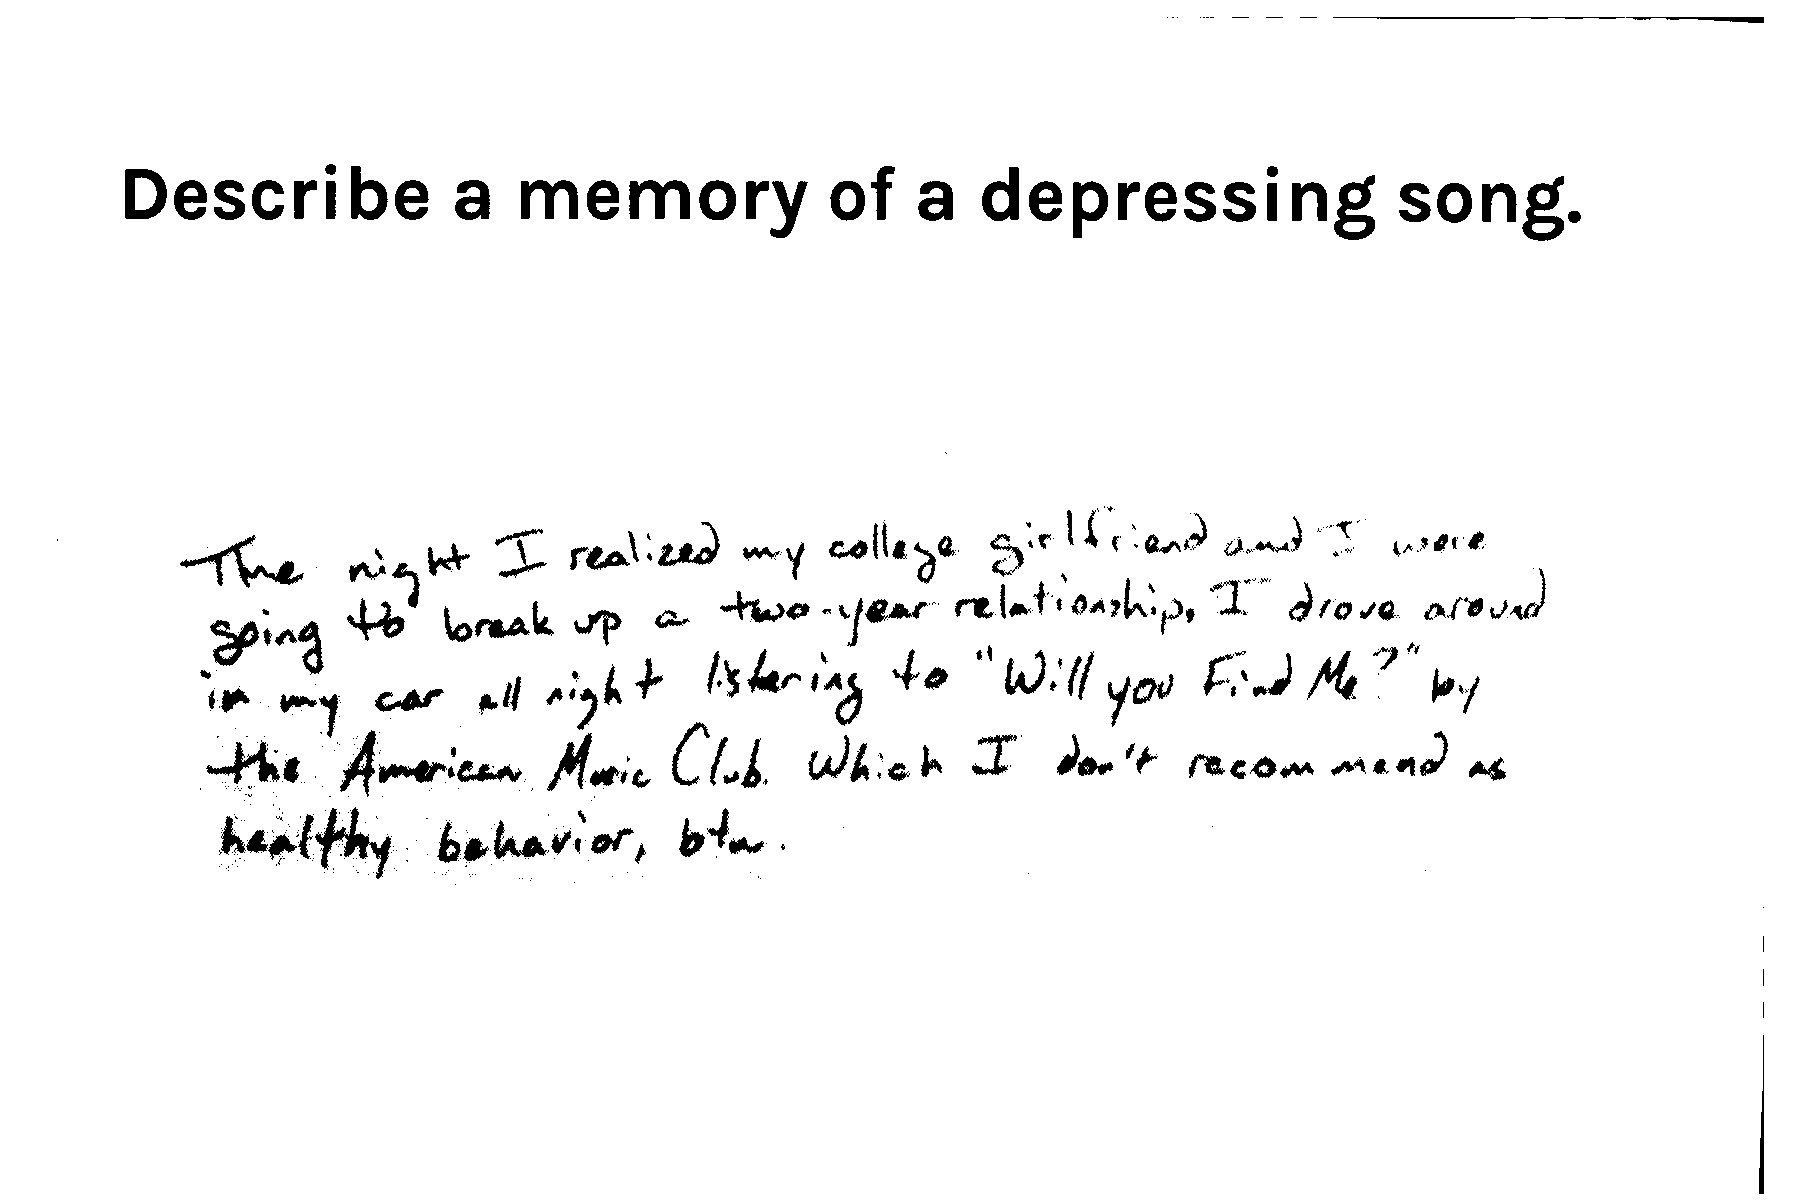 Describe a memory of a depressing song.
The night I realized my college girlfriend and I were
going to break up a two-year relationship, I drove around
in my car all night listening to "Will you Find Me?" by
the American Music Club. Which I don't recommend as
healthy behavior, btw.